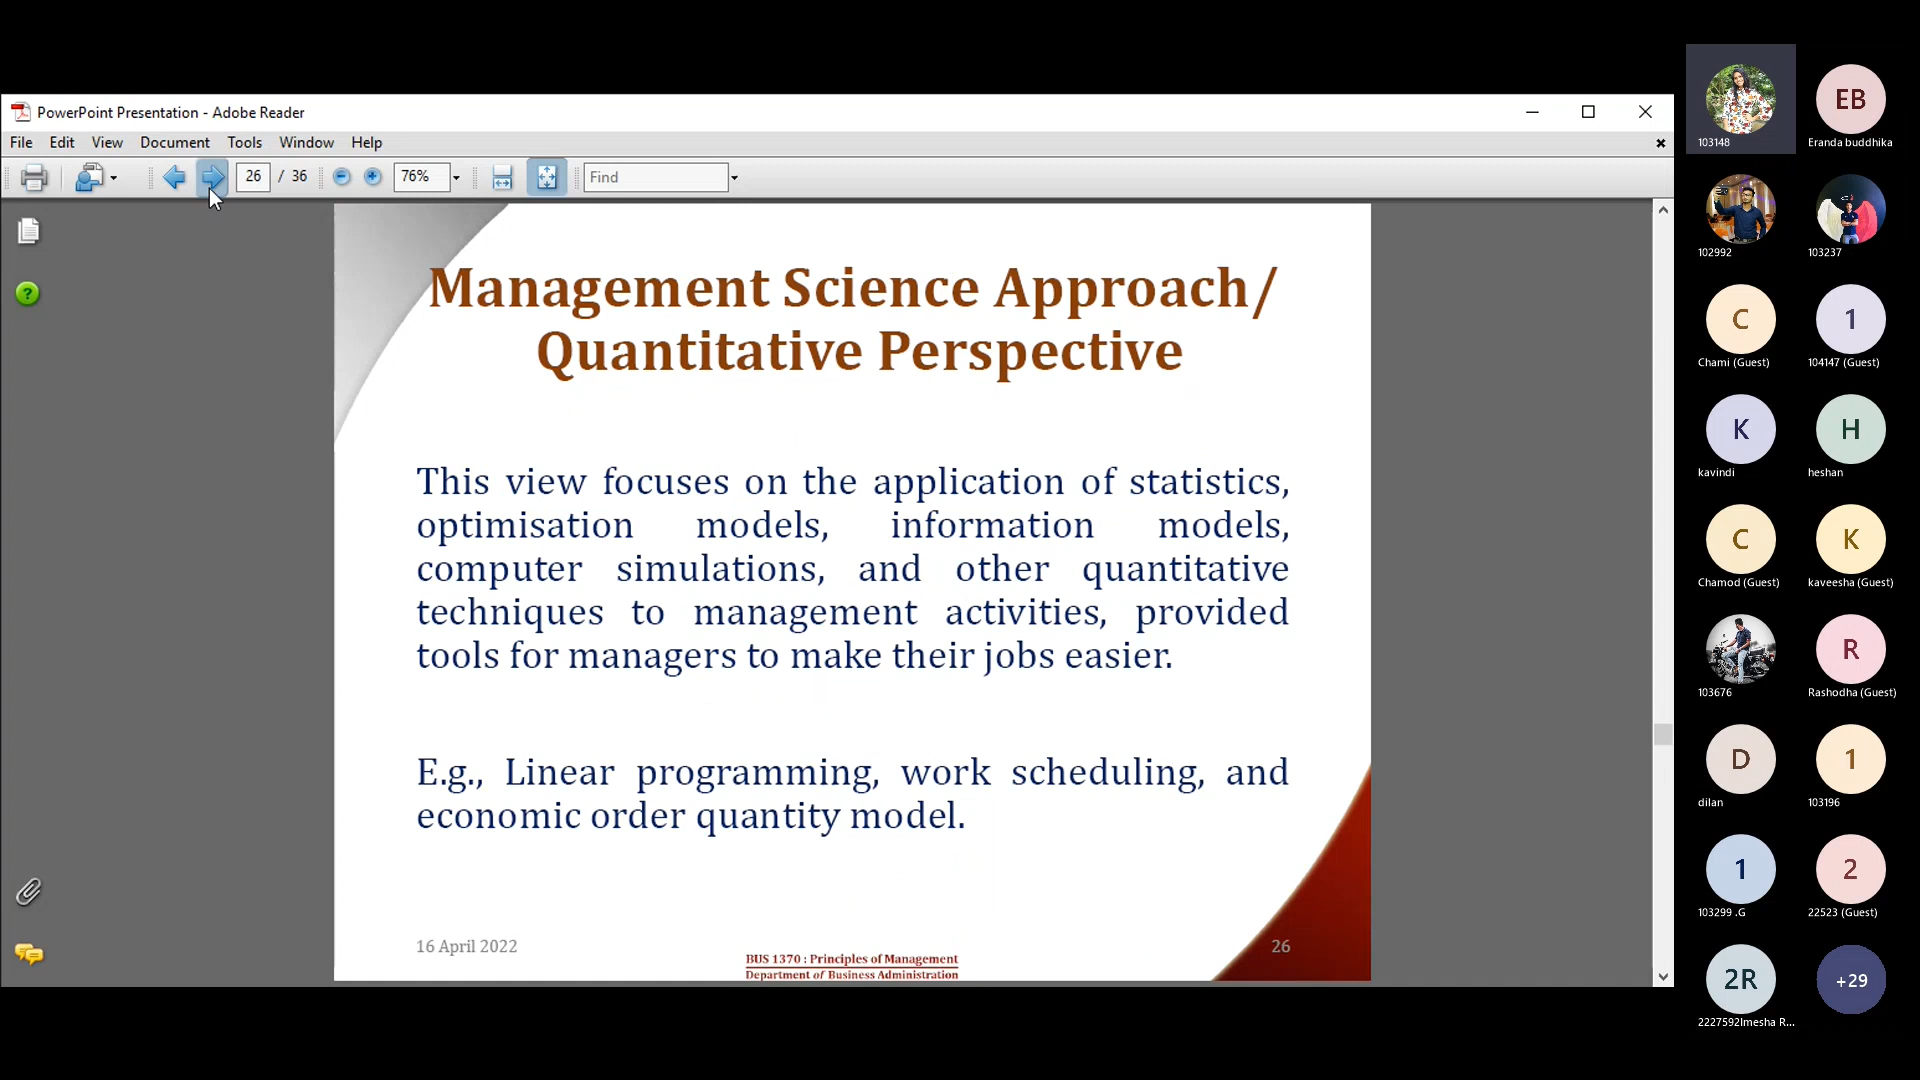 PowerPoint Presentation - Adobe Reader
File Edit View Document Tools Window Help
26 / 36 76% Find
Management Science Approach/
Quantitative Perspective
This view focuses on the application of statistics,
optimisation models, information models,
computer simulations, and other quantitative
techniques to management activities, provided
tools for managers to make their jobs easier.
E.g., Linear programming, work scheduling, and
economic order quantity model.
16 April 2022
BUS 1370 : Principles of Management
Department of Business Administration
26
103148
EB
Eranda buddhika
102992
103237
C
Chami (Guest)
1
104147 (Guest)
K
kavindi
H
heshan
C
Chamod (Guest)
K
kaveesha (Guest)
103676
R
Rashodha (Guest)
D
dilan
1
103196
1
103299 .G
2
22523 (Guest)
2R
2227592Imesha R...
+29